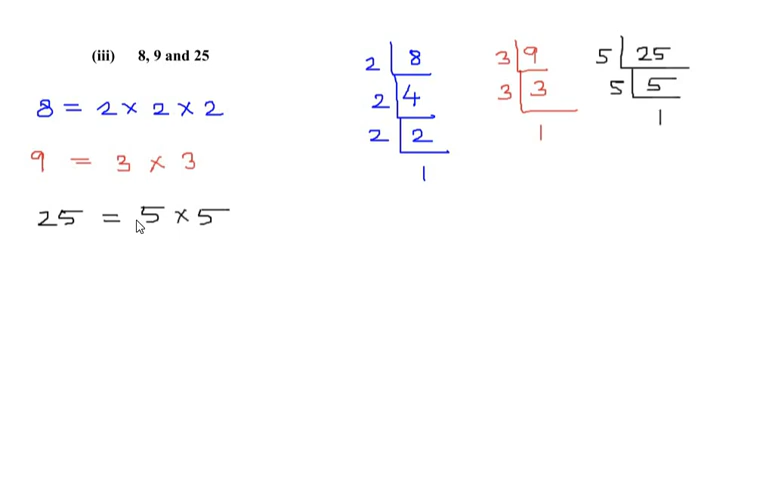 (iii) 8, 9 and 25
8 = 2 × 2 × 2
9 = 3 × 3
25 = 5 × 5
2 8
2 4
2 2
1
3 9
3 3
1
5 25
5 5
1